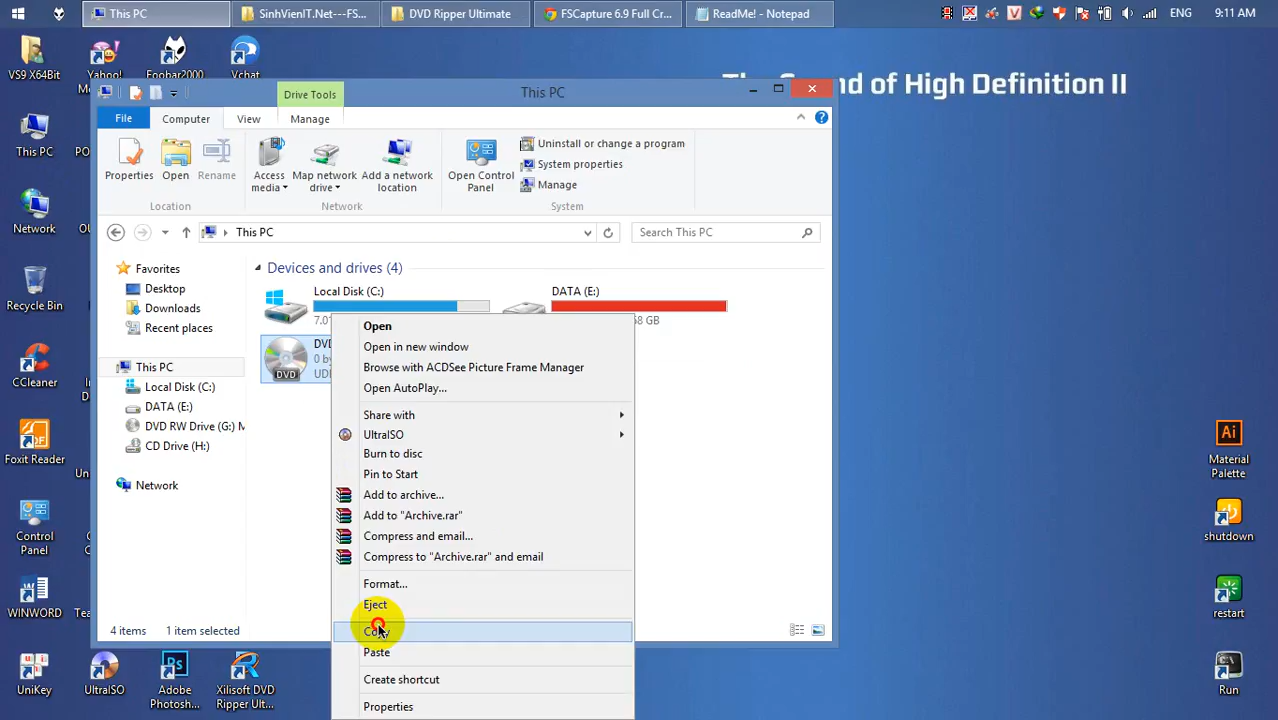 This PC
SinhVienIT.Net---FS...
DVD Ripper Ultimate
FSCapture 6.9 Full Cr...
ReadMe! - Notepad
ENG
9:11 AM
VS9 X64Bit
Yahoo!
Foobar2000
Vchat
nd of High Definition II
This PC
Drive Tools
This PC
File
Computer
View
Manage
Properties
Open
Rename
Access media
Map network drive
Add a network location
Open Control Panel
Uninstall or change a program
System properties
Manage
Location
Network
System
Network
This PC
Search This PC
Favorites
Desktop
Downloads
Recent places
This PC
Local Disk (C:)
DATA (E:)
DVD RW Drive (G:) M
CD Drive (H:)
Network
Devices and drives (4)
Local Disk (C:)
DATA (E:)
DVD
Recycle Bin
CCleaner
Foxit Reader
Control Panel
WINWORD
UniKey
UltraISO
Adobe Photosh...
Xilisoft DVD Ripper Ult...
Open
Open in new window
Browse with ACDSee Picture Frame Manager
Open AutoPlay...
Share with
UltraISO
Burn to disc
Pin to Start
Add to archive...
Add to "Archive.rar"
Compress and email...
Compress to "Archive.rar" and email
Format...
Eject
Copy
Paste
Create shortcut
Properties
4 items
1 item selected
Ai
Material Palette
shutdown
restart
Run